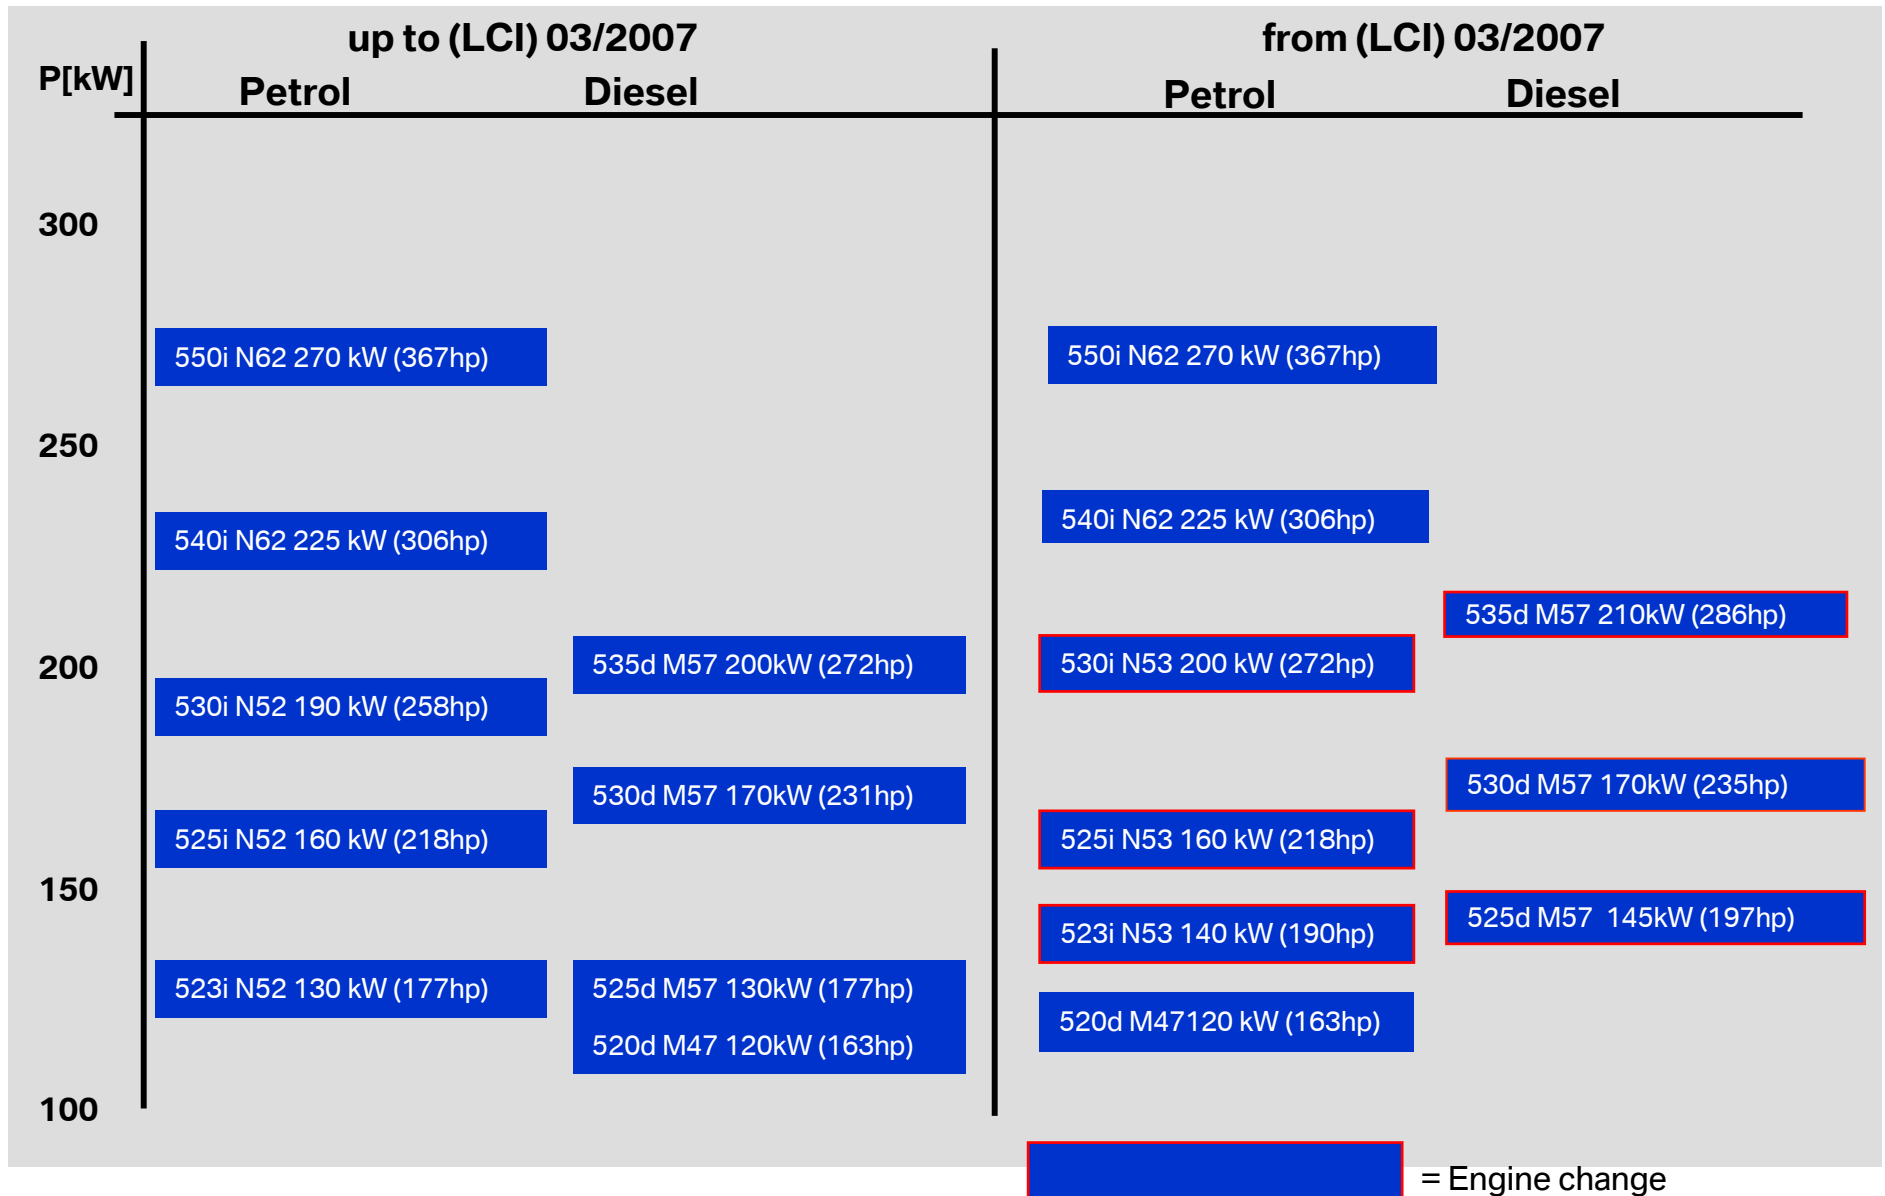 up to (LCI) 03/2007
from (LCI) 03/2007
P[kW]
Petrol
Diesel
Petrol
Diesel
300
250
200
150
100
550i N62 270 kW (367hp)
540i N62 225 kW (306hp)
530i N52 190 kW (258hp)
525i N52 160 kW (218hp)
523i N52 130 kW (177hp)
535d M57 200kW (272hp)
530d M57 170kW (231hp)
525d M57 130kW (177hp)
520d M47 120kW (163hp)
550i N62 270 kW (367hp)
540i N62 225 kW (306hp)
530i N53 200 kW (272hp)
525i N53 160 kW (218hp)
523i N53 140 kW (190hp)
520d M47120 kW (163hp)
535d M57 210kW (286hp)
530d M57 170kW (235hp)
525d M57 145kW (197hp)
= Engine change